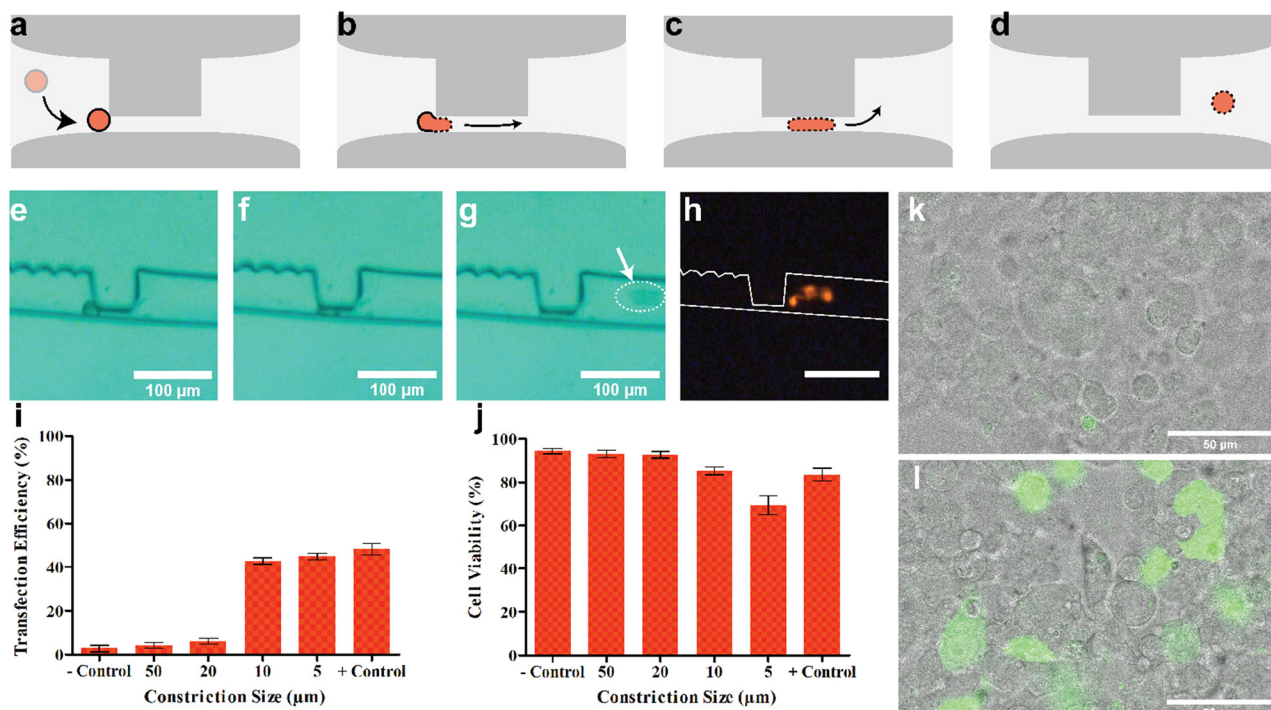 a
b
c
d
e
100 µm
f
100 µm
g
100 µm
h
k
50 µm
i
100
80
60
40
20
0
Transfection Efficiency (%)
- Control
50
20
10
5
+ Control
Constriction Size (µm)
j
100
80
60
40
20
0
Cell Viability (%)
- Control
50
20
10
5
+ Control
Constriction Size (µm)
l